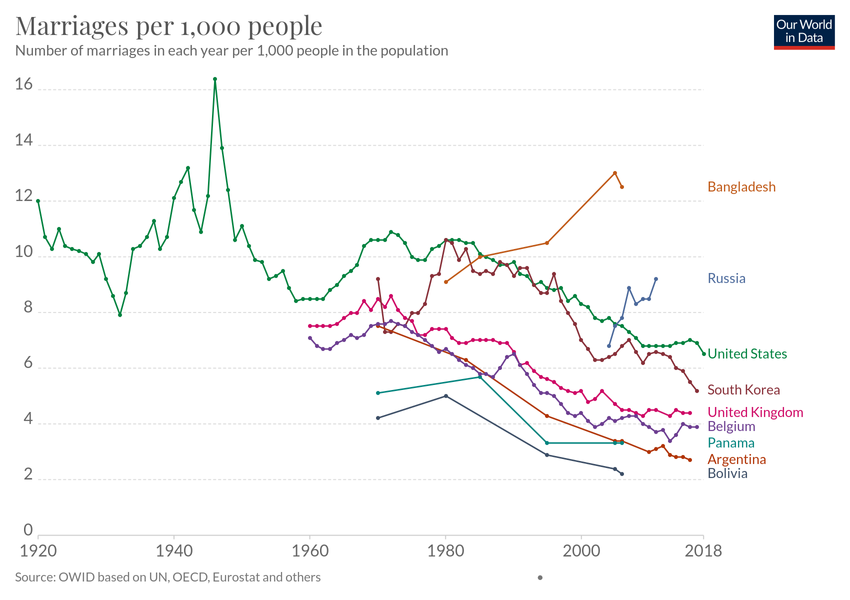 Marriages per 1,000 people
Number of marriages in each year per 1,000 people in the population
Our World
in Data
16
14
12
10
8
6
4
2
0
Bangladesh
Russia
United States
South Korea
United Kingdom
Belgium
Panama
Argentina
Bolivia
1920 1940 1960 1980 2000 2018
Source: OWID based on UN, OECD, Eurostat and others